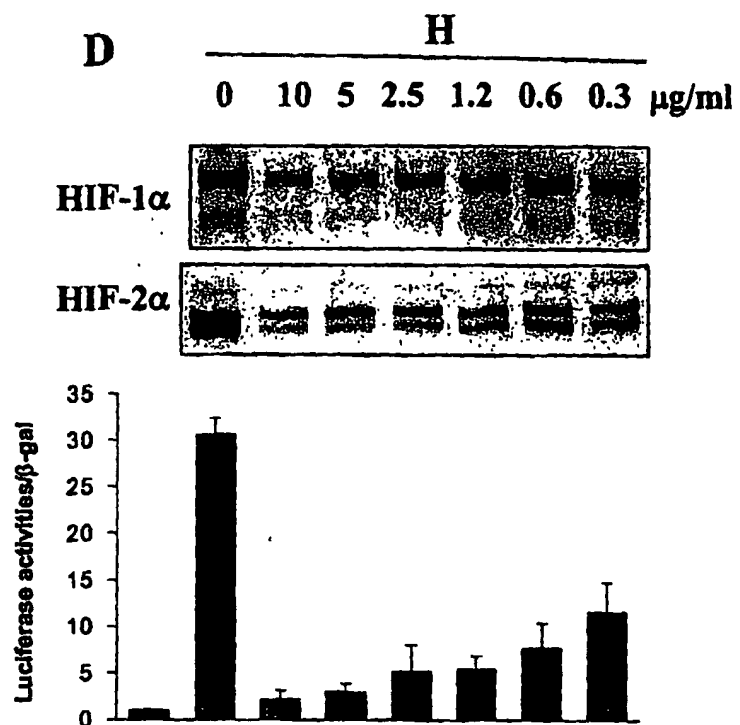 D
H
0 10 5 2.5 1.2 0.6 0.3 µg/ml
HIF-1α
HIF-2α
Luciferase activities/β-gal
35
30
25
20
15
10
5
0